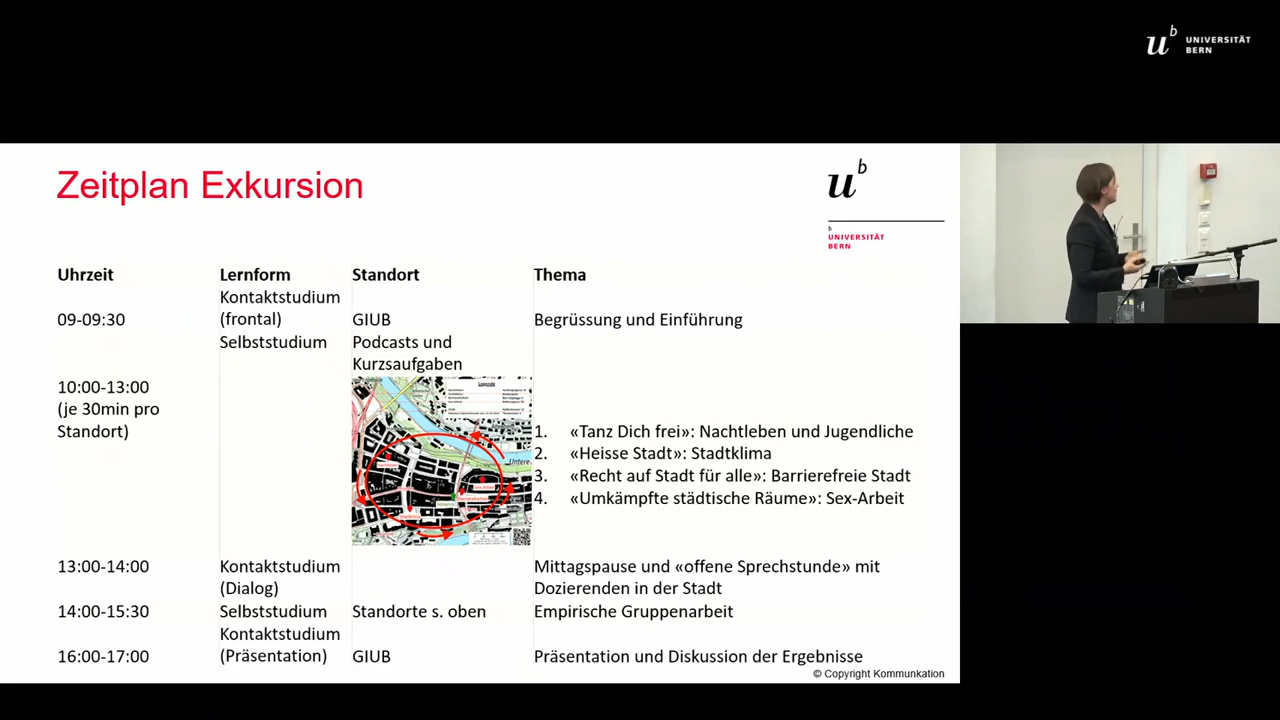 u b UNIVERSITÄT
BERN
Zeitplan Exkursion
u b
b
UNIVERSITÄT
BERN
Uhrzeit Lernform Standort Thema
Kontaktstudium
09-09:30 (frontal) GIUB Begrüssung und Einführung
Selbststudium Podcasts und
Kurzsaufgaben
10:00-13:00
(je 30min pro
Standort)
Legende
Untere
1. «Tanz Dich frei»: Nachtleben und Jugendliche
2. «Heisse Stadt»: Stadtklima
3. «Recht auf Stadt für alle»: Barrierefreie Stadt
4. «Umkämpfte städtische Räume»: Sex-Arbeit
13:00-14:00 Kontaktstudium Mittagspause und «offene Sprechstunde» mit
(Dialog) Dozierenden in der Stadt
14:00-15:30 Selbststudium Standorte s. oben Empirische Gruppenarbeit
Kontaktstudium
16:00-17:00 (Präsentation) GIUB Präsentation und Diskussion der Ergebnisse
© Copyright Kommunkation